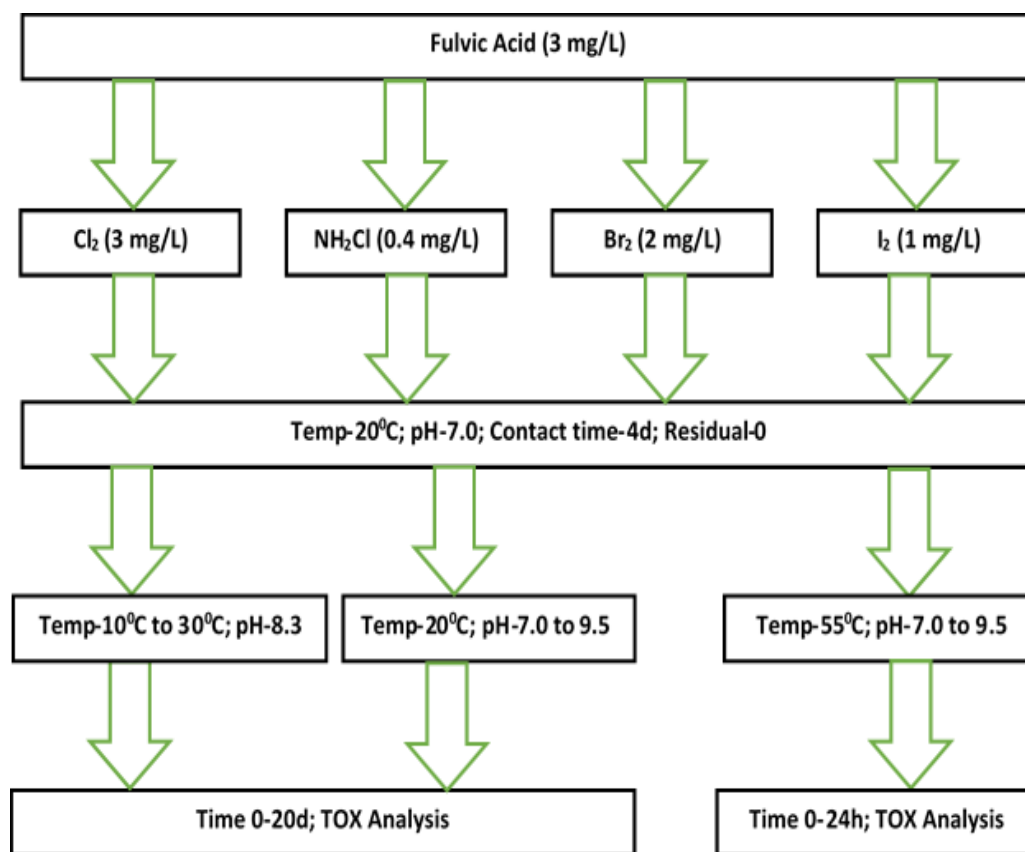 Fulvic Acid (3 mg/L)
Cl₂ (3 mg/L)
NH₂Cl (0.4 mg/L)
Br₂ (2 mg/L)
I₂ (1 mg/L)
Temp-20⁰C; pH-7.0; Contact time-4d; Residual-0
Temp-10⁰C to 30⁰C; pH-8.3
Temp-20⁰C; pH-7.0 to 9.5
Temp-55⁰C; pH-7.0 to 9.5
Time 0-20d; TOX Analysis
Time 0-24h; TOX Analysis